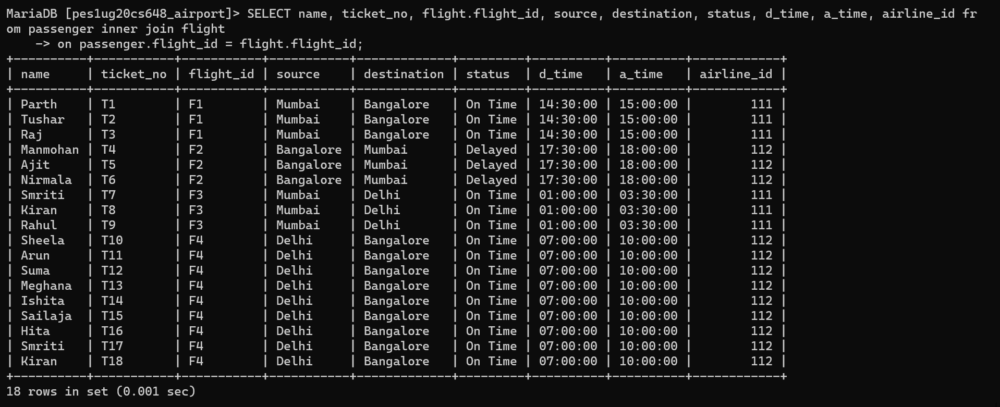 MariaDB [pes1ug20cs648_airport]> SELECT name, ticket_no, flight.flight_id, source, destination, status, d_time, a_time, airline_id fr
om passenger inner join flight
    -> on passenger.flight_id = flight.flight_id;
+----------+-----------+-----------+-----------+-------------+---------+----------+----------+------------+
| name     | ticket_no | flight_id | source    | destination | status  | d_time   | a_time   | airline_id |
+----------+-----------+-----------+-----------+-------------+---------+----------+----------+------------+
| Parth    | T1        | F1        | Mumbai    | Bangalore   | On Time | 14:30:00 | 15:00:00 |        111 |
| Tushar   | T2        | F1        | Mumbai    | Bangalore   | On Time | 14:30:00 | 15:00:00 |        111 |
| Raj      | T3        | F1        | Mumbai    | Bangalore   | On Time | 14:30:00 | 15:00:00 |        111 |
| Manmohan | T4        | F2        | Bangalore | Mumbai      | Delayed | 17:30:00 | 18:00:00 |        112 |
| Ajit     | T5        | F2        | Bangalore | Mumbai      | Delayed | 17:30:00 | 18:00:00 |        112 |
| Nirmala  | T6        | F2        | Bangalore | Mumbai      | Delayed | 17:30:00 | 18:00:00 |        112 |
| Smriti   | T7        | F3        | Mumbai    | Delhi       | On Time | 01:00:00 | 03:30:00 |        111 |
| Kiran    | T8        | F3        | Mumbai    | Delhi       | On Time | 01:00:00 | 03:30:00 |        111 |
| Rahul    | T9        | F3        | Mumbai    | Delhi       | On Time | 01:00:00 | 03:30:00 |        111 |
| Sheela   | T10       | F4        | Delhi     | Bangalore   | On Time | 07:00:00 | 10:00:00 |        112 |
| Arun     | T11       | F4        | Delhi     | Bangalore   | On Time | 07:00:00 | 10:00:00 |        112 |
| Suma     | T12       | F4        | Delhi     | Bangalore   | On Time | 07:00:00 | 10:00:00 |        112 |
| Meghana  | T13       | F4        | Delhi     | Bangalore   | On Time | 07:00:00 | 10:00:00 |        112 |
| Ishita   | T14       | F4        | Delhi     | Bangalore   | On Time | 07:00:00 | 10:00:00 |        112 |
| Sailaja  | T15       | F4        | Delhi     | Bangalore   | On Time | 07:00:00 | 10:00:00 |        112 |
| Hita     | T16       | F4        | Delhi     | Bangalore   | On Time | 07:00:00 | 10:00:00 |        112 |
| Smriti   | T17       | F4        | Delhi     | Bangalore   | On Time | 07:00:00 | 10:00:00 |        112 |
| Kiran    | T18       | F4        | Delhi     | Bangalore   | On Time | 07:00:00 | 10:00:00 |        112 |
+----------+-----------+-----------+-----------+-------------+---------+----------+----------+------------+
18 rows in set (0.001 sec)